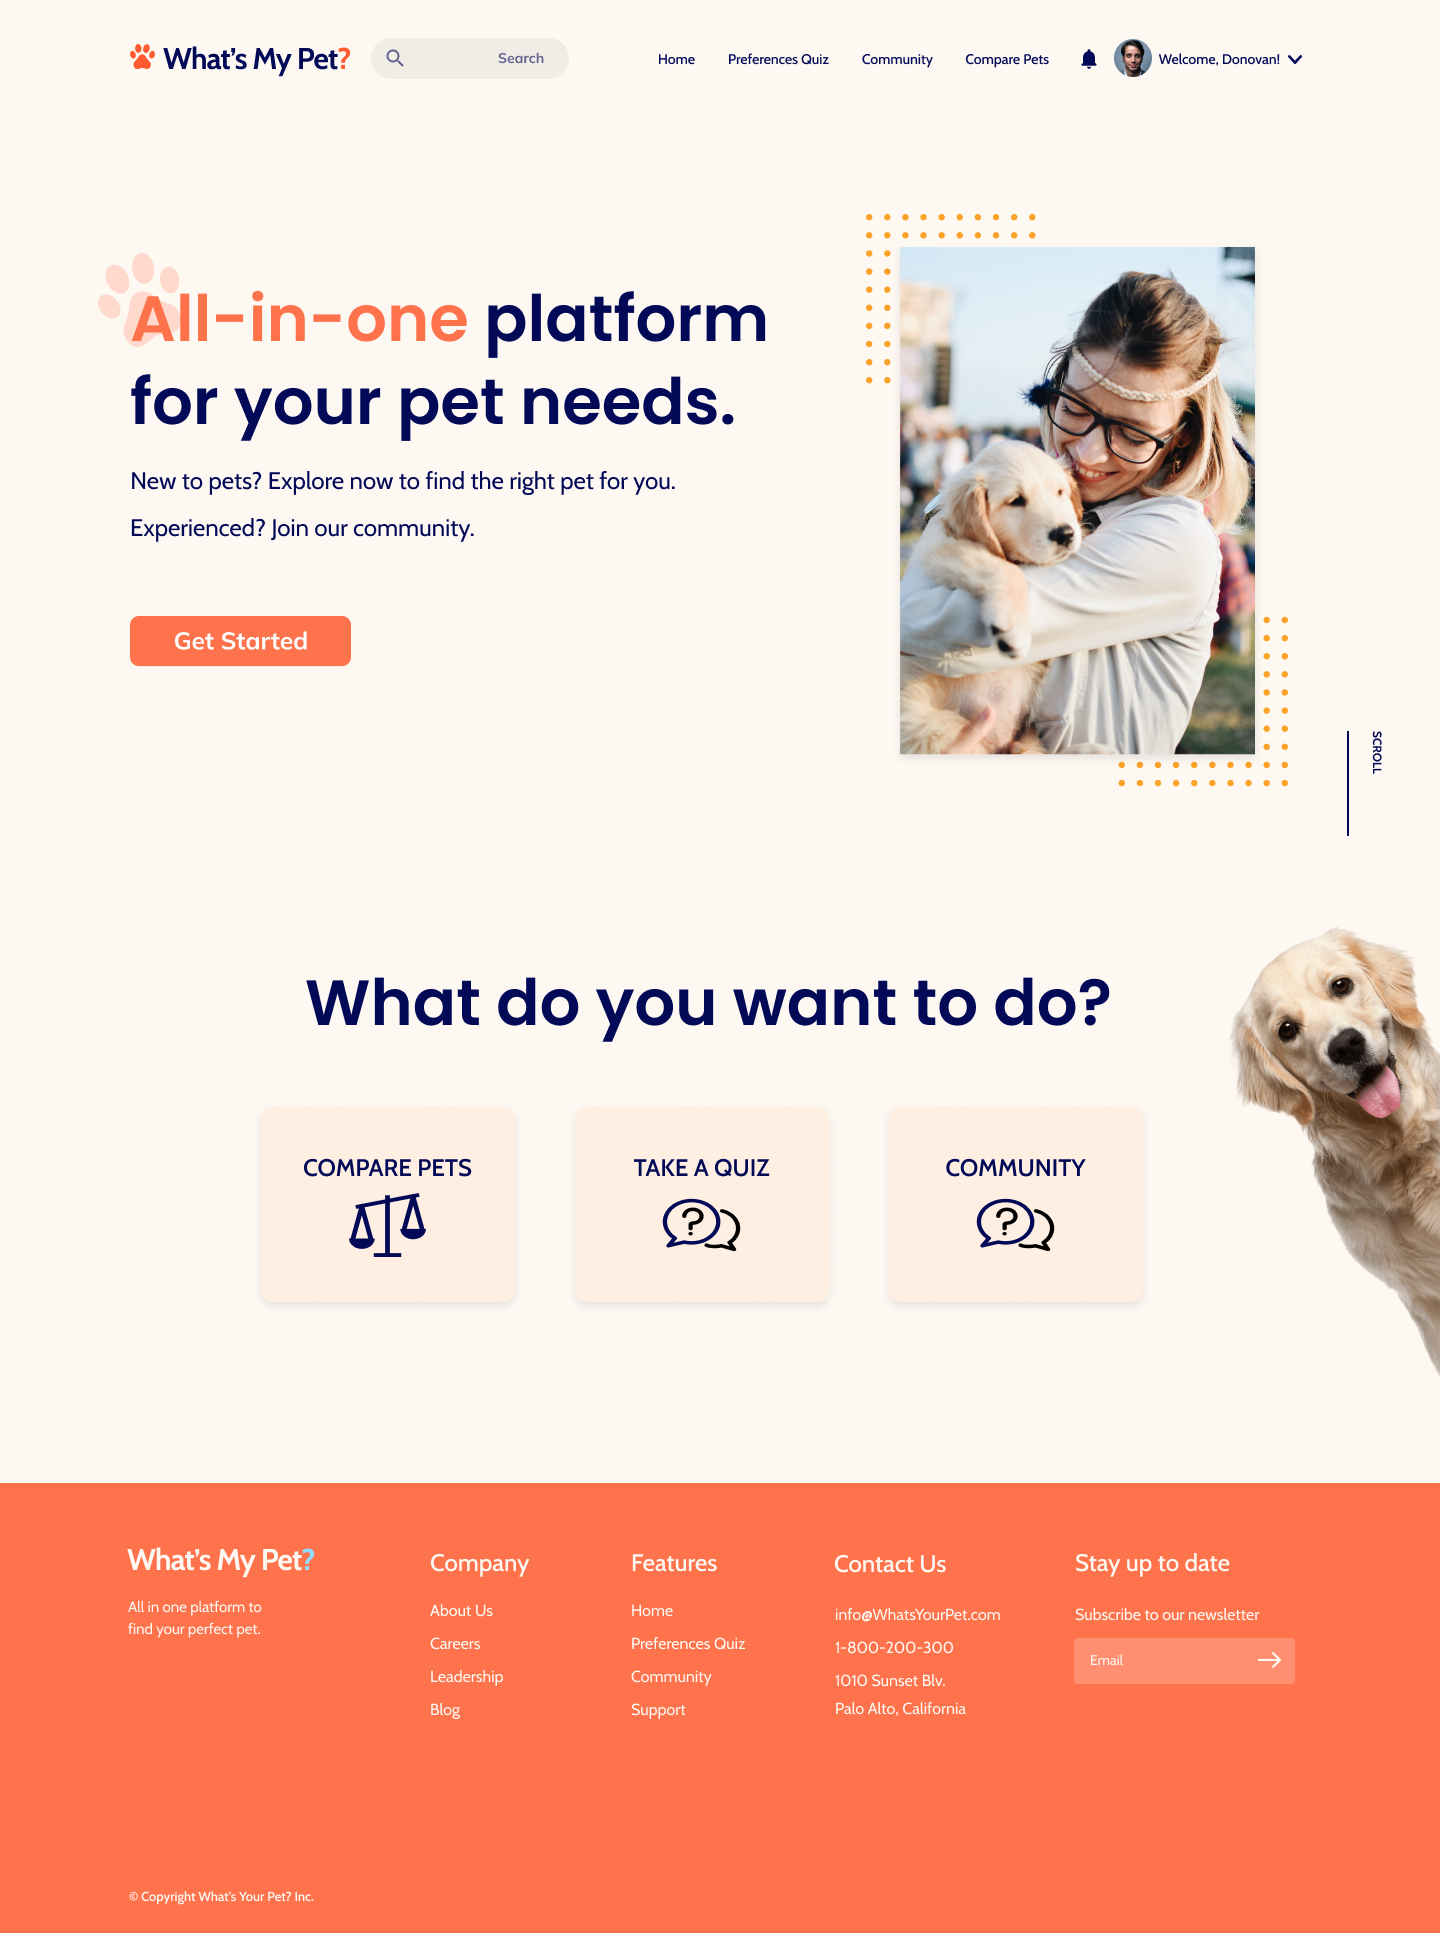 What's My Pet?
Search
Home
Preferences Quiz
Community
Compare Pets
Welcome, Donovan!
All-in-one platform
for your pet needs.
New to pets? Explore now to find the right pet for you.
Experienced? Join our community.
Get Started
SCROLL
What do you want to do?
COMPARE PETS
TAKE A QUIZ
?
COMMUNITY
?
What's My Pet?
All in one platform to
find your perfect pet.
Company
About Us
Careers
Leadership
Blog
Features
Home
Preferences Quiz
Community
Support
Contact Us
info@WhatsYourPet.com
1-800-200-300
1010 Sunset Blv.
Palo Alto, California
Stay up to date
Subscribe to our newsletter
Email
© Copyright What's Your Pet? Inc.